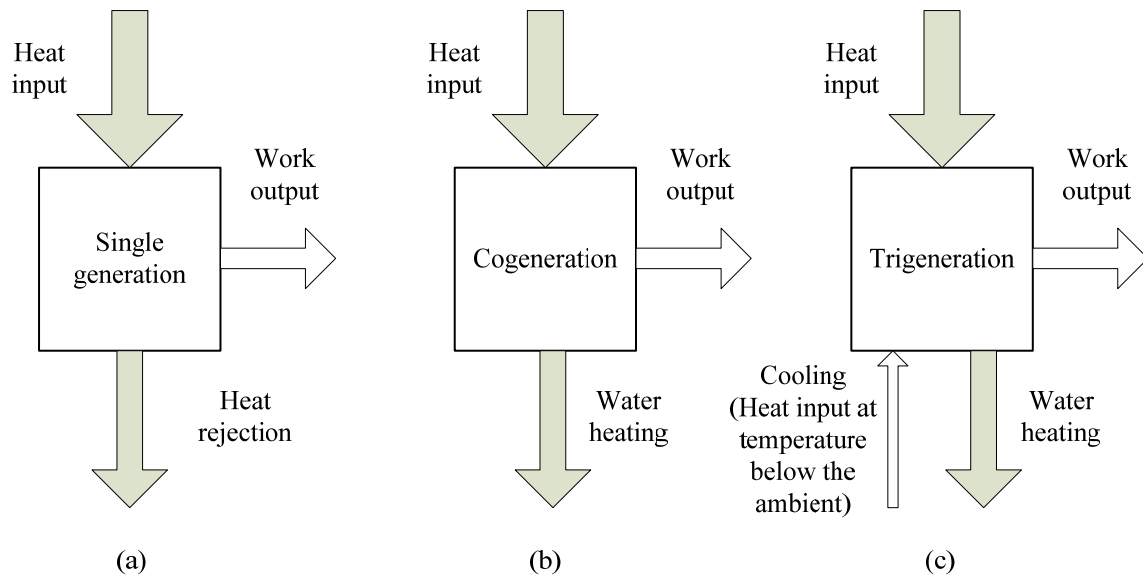 Heat
input
Work
output
Single
generation
Heat
rejection
(a)
Heat
input
Work
output
Cogeneration
Water
heating
(b)
Heat
input
Work
output
Trigeneration
Cooling
(Heat input at
temperature
below the
ambient)
Water
heating
(c)